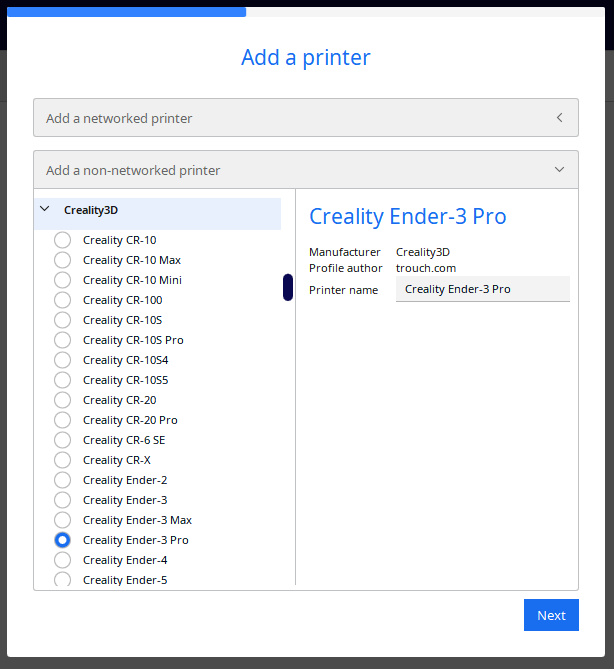 Add a printer
Add a networked printer
Add a non-networked printer
Creality3D
Creality CR-10
Creality CR-10 Max
Creality CR-10 Mini
Creality CR-100
Creality CR-10S
Creality CR-10S Pro
Creality CR-10S4
Creality CR-10S5
Creality CR-20
Creality CR-20 Pro
Creality CR-6 SE
Creality CR-X
Creality Ender-2
Creality Ender-3
Creality Ender-3 Max
Creality Ender-3 Pro
Creality Ender-4
Creality Ender-5
Creality Ender-3 Pro
Manufacturer Creality3D
Profile author trouch.com
Printer name Creality Ender-3 Pro
Next